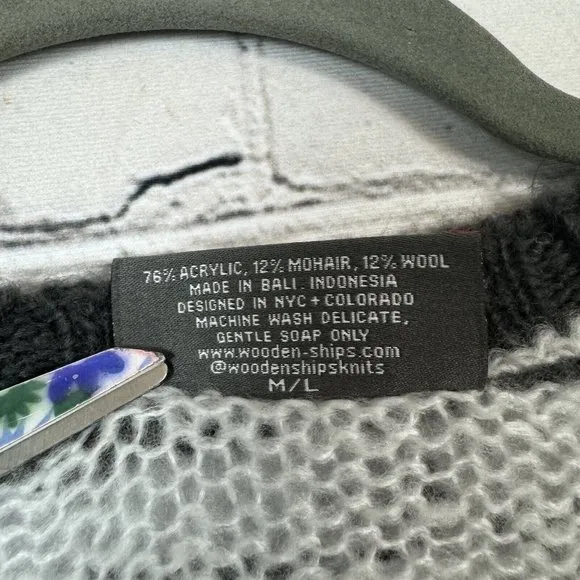 76% ACRYLIC, 12% MOHAIR, 12% WOOL
MADE IN BALI. INDONESIA
DESIGNED IN NYC + COLORADO
MACHINE WASH DELICATE,
GENTLE SOAP ONLY
www.wooden-ships.com
@woodenshipsknits
M/L